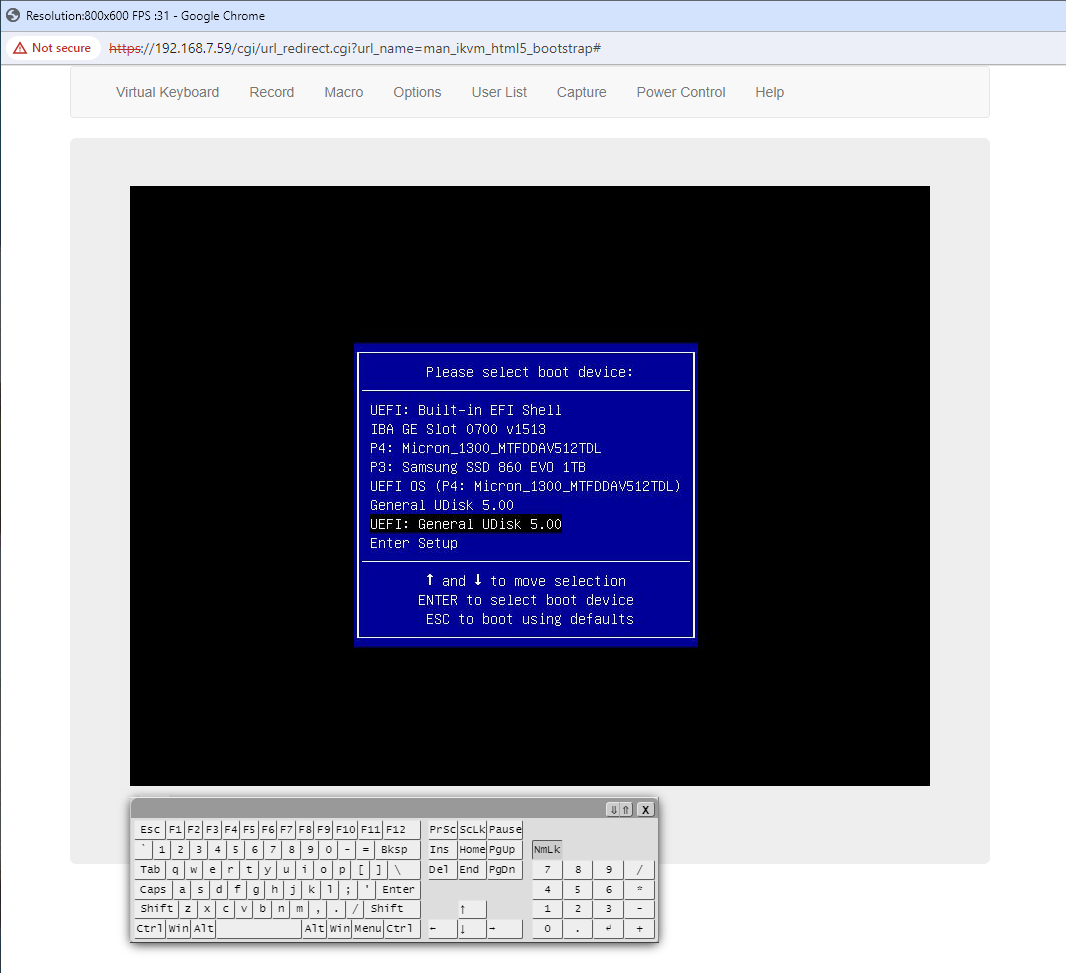 Resolution:800x600 FPS :31 - Google Chrome
Not secure https://192.168.7.59/cgi/url_redirect.cgi?url_name=man_ikvm_html5_bootstrap#
Virtual Keyboard Record Macro Options User List Capture Power Control Help
Please select boot device:
UEFI: Built-in EFI Shell
IBA GE Slot 0700 v1513
P4: Micron_1300_MTFDDAV512TDL
P3: Samsung SSD 860 EVO 1TB
UEFI OS (P4: Micron_1300_MTFDDAV512TDL)
General UDisk 5.00
UEFI: General UDisk 5.00
Enter Setup
↑ and ↓ to move selection
ENTER to select boot device
ESC to boot using defaults
⇓ ⇑ X
Esc F1 F2 F3 F4 F5 F6 F7 F8 F9 F10 F11 F12 PrSc ScLk Pause
` 1 2 3 4 5 6 7 8 9 0 - = Bksp Ins Home PgUp NmLk
Tab q w e r t y u i o p [ ] \ Del End PgDn 7 8 9 /
Caps a s d f g h j k l ; ' Enter 4 5 6 *
Shift z x c v b n m , . / Shift ↑ 1 2 3 -
Ctrl Win Alt Alt Win Menu Ctrl ← ↓ → 0 . ↵ +